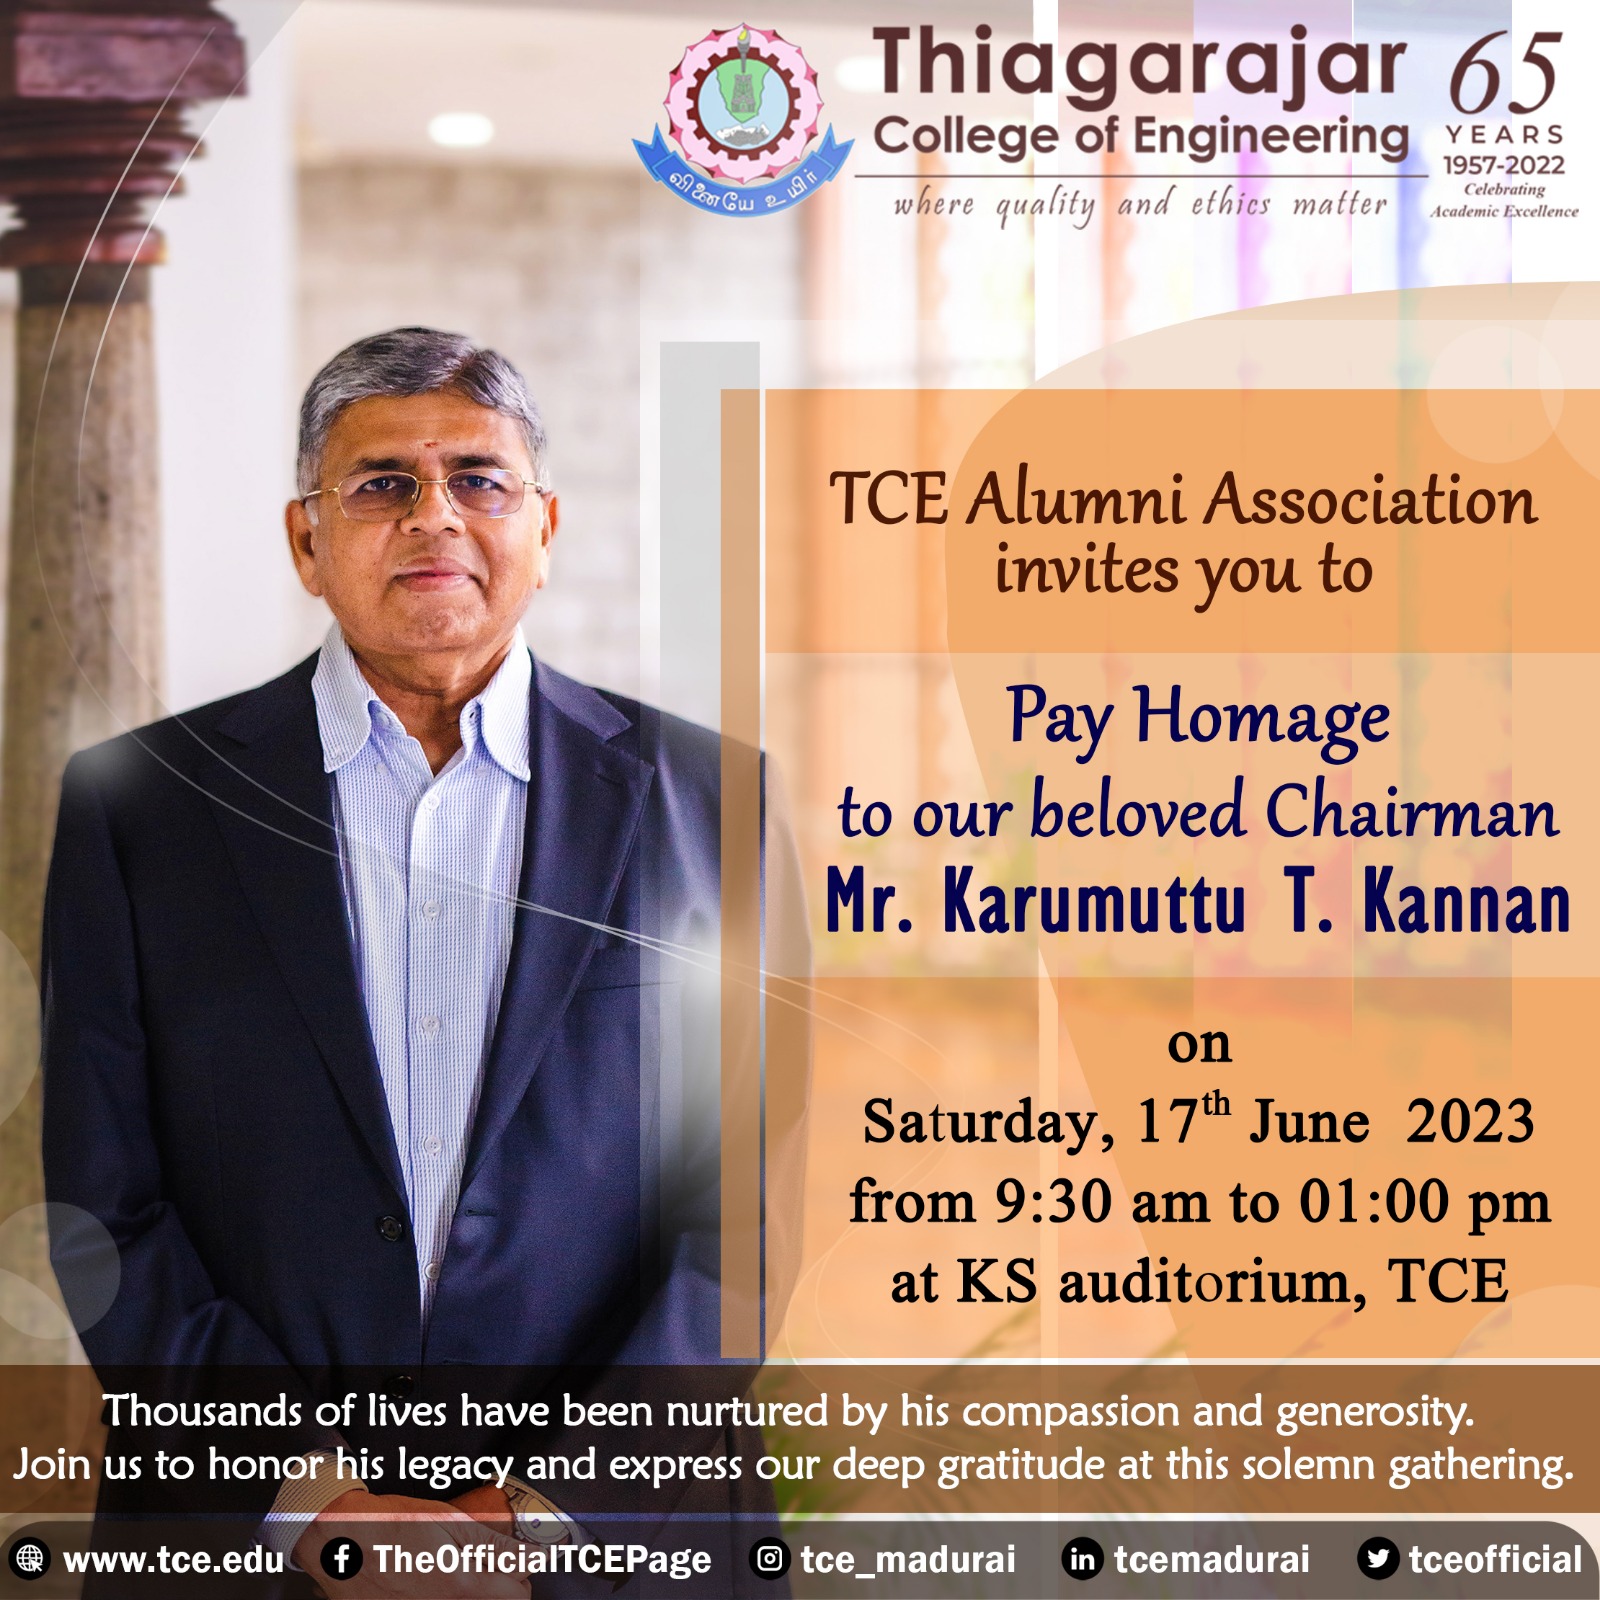 Thiagarajar
College of Engineering
where quality and ethics matter
65
YEARS
1957-2022
Celebrating
Academic Excellence
வினையே உயிர்
TCE Alumni Association
invites you to
Pay Homage
to our beloved Chairman
Mr. Karumuttu T. Kannan
on
Saturday, 17th June 2023
from 9:30 am to 01:00 pm
at KS auditorium, TCE
Thousands of lives have been nurtured by his compassion and generosity.
Join us to honor his legacy and express our deep gratitude at this solemn gathering.
www.tce.edu TheOfficialTCEPage tce_madurai tcemadurai tceofficial